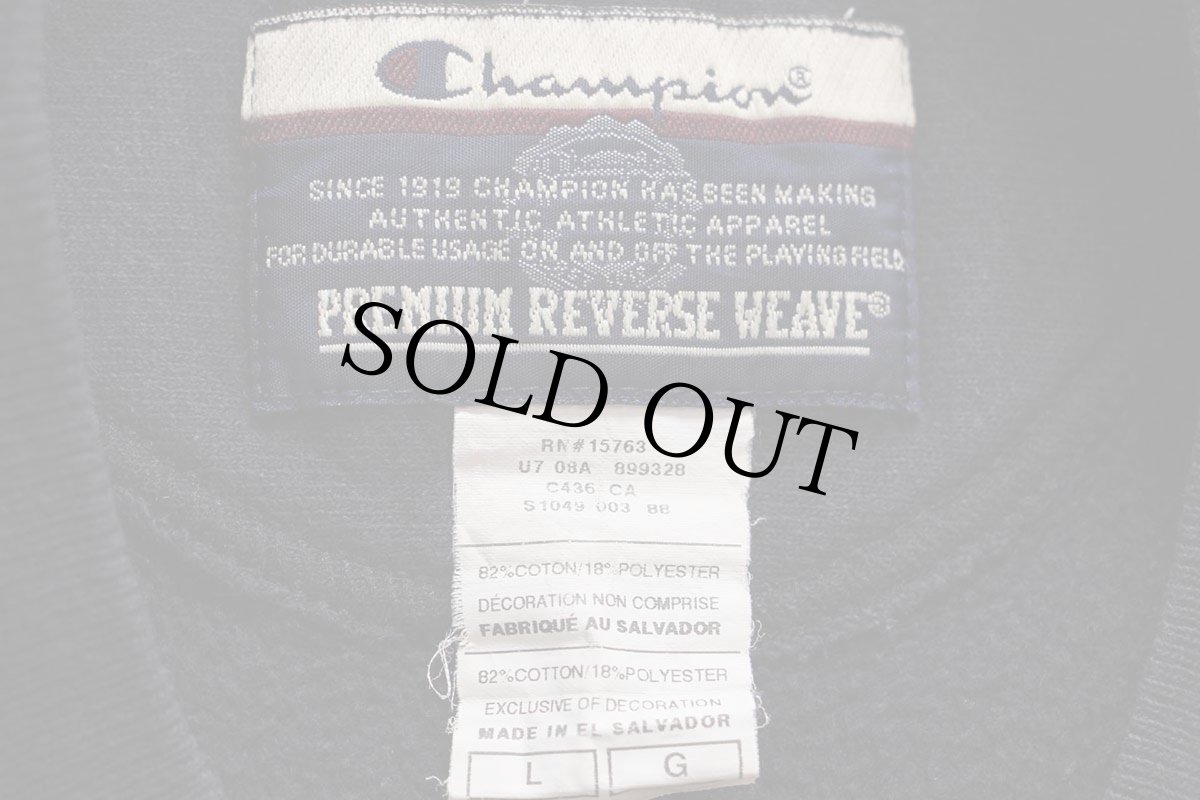 Champion®
SINCE 1919 CHAMPION HAS BEEN MAKING
AUTHENTIC ATHLETIC APPAREL
FOR DURABLE USAGE ON AND OFF THE PLAYING FIELD
PREMIUM REVERSE WEAVE®
SOLD OUT
RN#15763
U7 08A 899328
C436 CA
S1049 003 88
82%COTON/18% POLYESTER
DÉCORATION NON COMPRISE
FABRIQUÉ AU SALVADOR
82%COTTON/18%POLYESTER
EXCLUSIVE OF DECORATION
MADE IN EL SALVADOR
L G